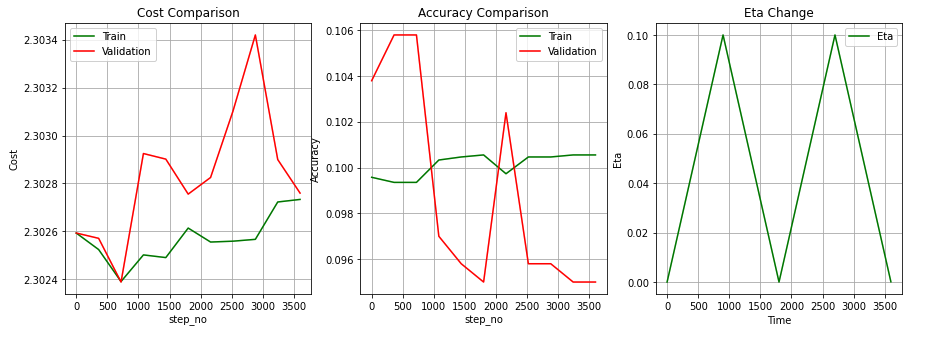 Cost Comparison
Train
Validation
2.3034
2.3032
2.3030
2.3028
2.3026
2.3024
Cost
0 500 1000 1500 2000 2500 3000 3500
step_no
Accuracy Comparison
Train
Validation
0.106
0.104
0.102
0.100
0.098
0.096
Accuracy
0 500 1000 1500 2000 2500 3000 3500
step_no
Eta Change
Eta
0.10
0.08
0.06
0.04
0.02
0.00
Eta
0 500 1000 1500 2000 2500 3000 3500
Time